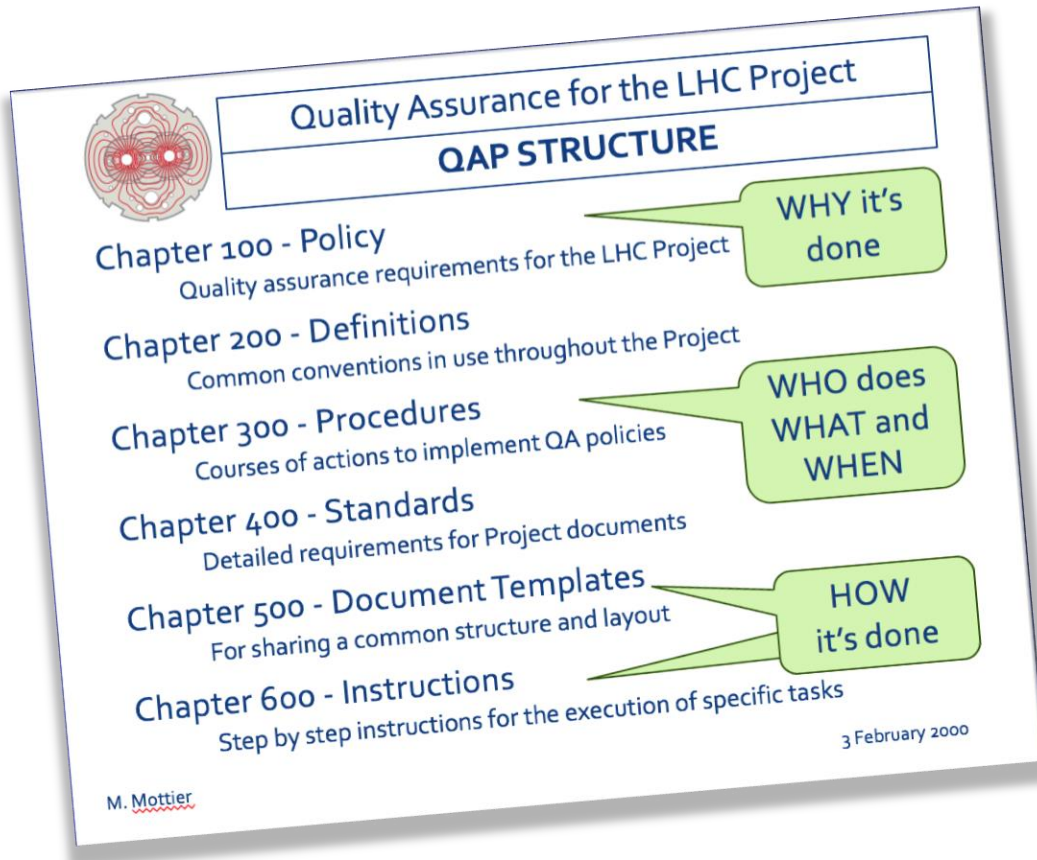 Quality Assurance for the LHC Project
QAP STRUCTURE
Chapter 100 - Policy
Quality assurance requirements for the LHC Project
WHY it's
done
Chapter 200 - Definitions
Common conventions in use throughout the Project
Chapter 300 - Procedures
Courses of actions to implement QA policies
WHO does
WHAT and
WHEN
Chapter 400 - Standards
Detailed requirements for Project documents
Chapter 500 - Document Templates
For sharing a common structure and layout
HOW
it's done
Chapter 600 - Instructions
Step by step instructions for the execution of specific tasks
M. Mottier
3 February 2000